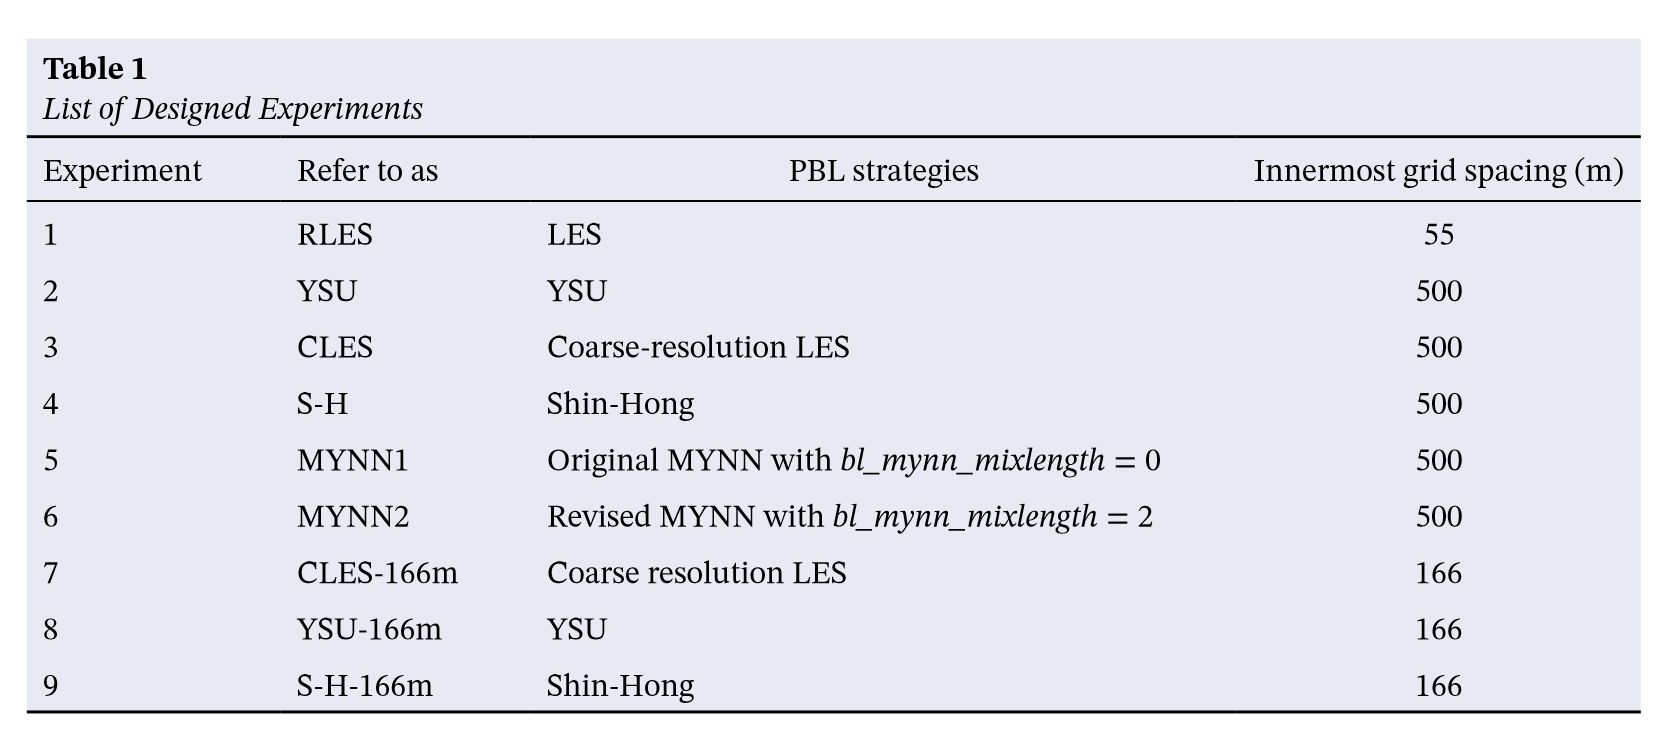 Table 1
List of Designed Experiments
Experiment Refer to as PBL strategies Innermost grid spacing (m)
1 RLES LES 55
2 YSU YSU 500
3 CLES Coarse-resolution LES 500
4 S-H Shin-Hong 500
5 MYNN1 Original MYNN with bl_mynn_mixlength = 0 500
6 MYNN2 Revised MYNN with bl_mynn_mixlength = 2 500
7 CLES-166m Coarse resolution LES 166
8 YSU-166m YSU 166
9 S-H-166m Shin-Hong 166